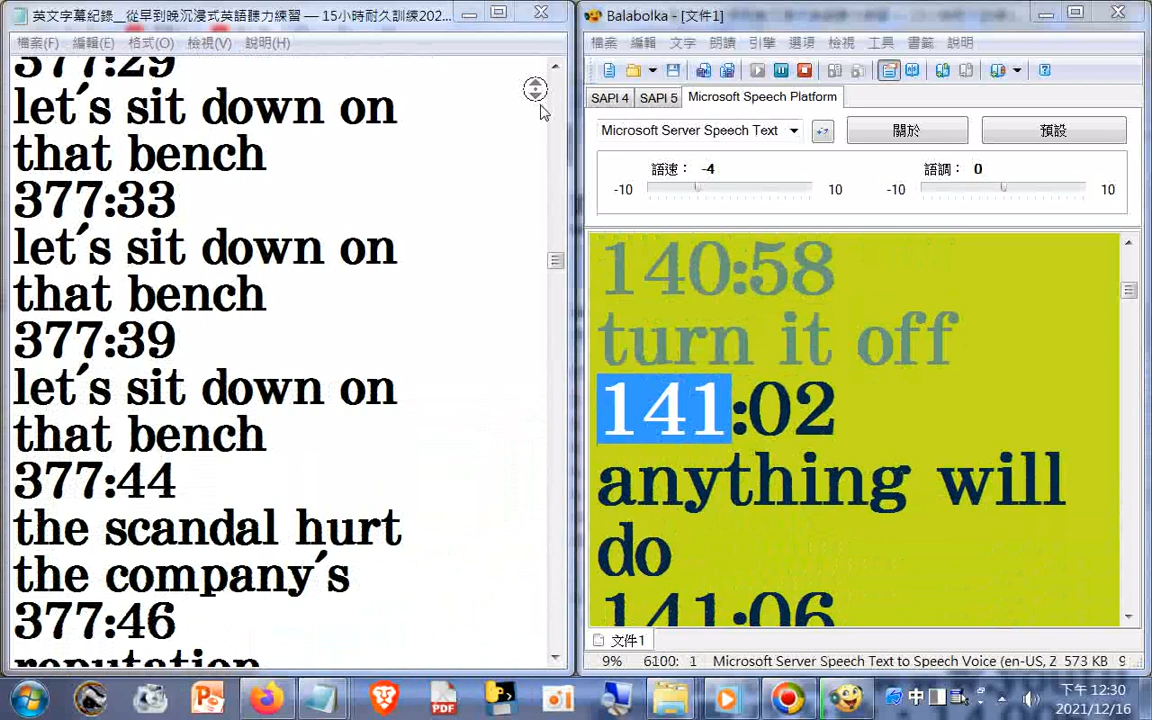 英文字幕紀錄__從早到晚沉浸式英語聽力練習 — 15小時耐久訓練202...
檔案(F) 編輯(E) 格式(O) 檢視(V) 說明(H)
377:29
let's sit down on
that bench
377:33
let's sit down on
that bench
377:39
let's sit down on
that bench
377:44
the scandal hurt
the company's
377:46
reputation
Balabolka - [文件1]
檔案 編輯 文字 朗讀 引擎 選項 檢視 工具 書籤 說明
SAPI 4 SAPI 5 Microsoft Speech Platform
Microsoft Server Speech Text 關於 預設
語速： -4 語調： 0
-10 10 -10 10
140:58
turn it off
141:02
anything will
do
141:06
文件1
9% 6100: 1 Microsoft Server Speech Text to Speech Voice (en-US, Z 573 KB 9
PDF
中
下午 12:30
2021/12/16